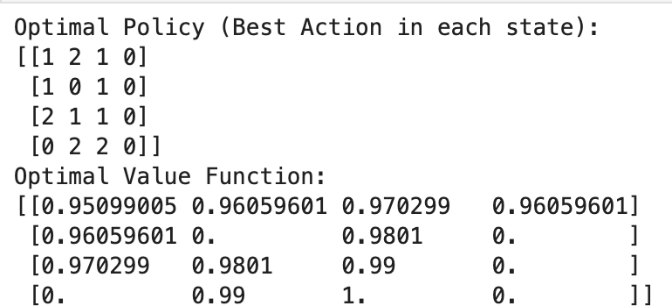 Optimal Policy (Best Action in each state):
[[1 2 1 0]
 [1 0 1 0]
 [2 1 1 0]
 [0 2 2 0]]
Optimal Value Function:
[[0.95099005 0.96059601 0.970299   0.96059601]
 [0.96059601 0.         0.9801     0.        ]
 [0.970299   0.9801     0.99       0.        ]
 [0.         0.99       1.         0.        ]]